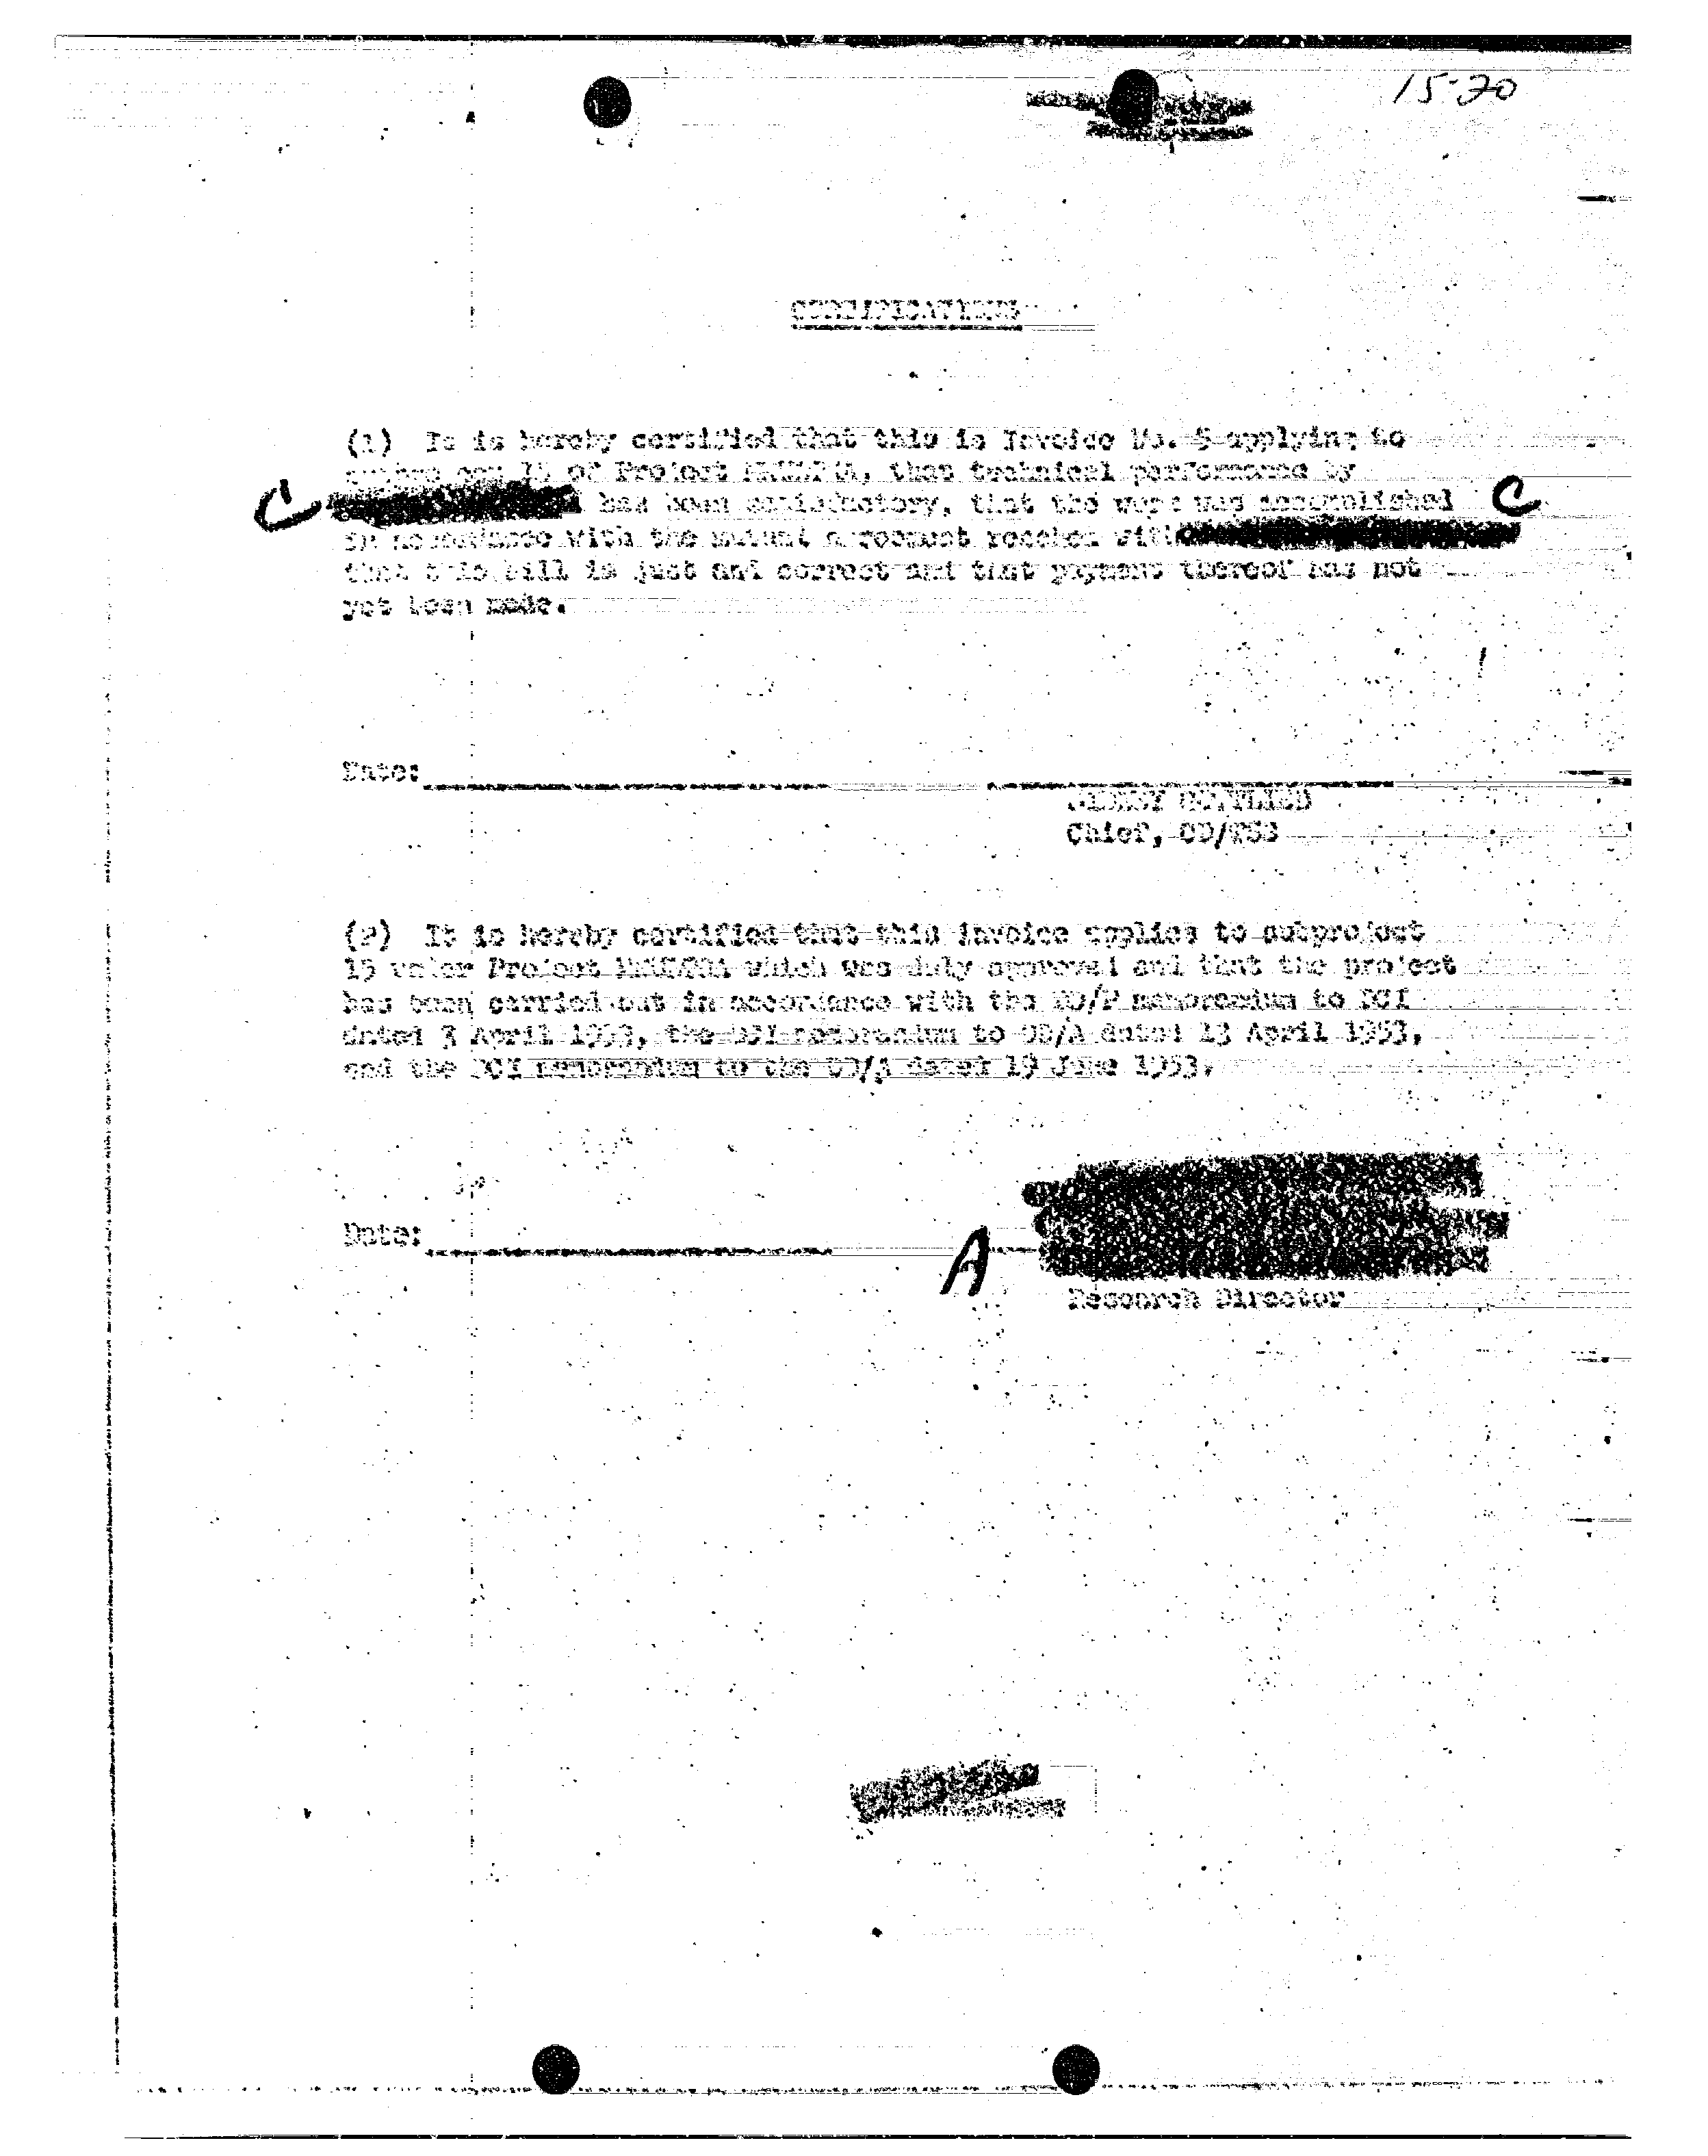 15-20
CERTIFICATIONS
(1) It is hereby certified that this is Invoice No. 5 applying to
15 of Project MKULTRA, that technical performance by
C has been satisfactory, that the work was accomplished C
in accordance with the mutual agreement reached with
that this bill is just and correct and that payment thereof has not
yet been made.
Date:
SIDNEY GOTTLIEB
Chief, CD/TSS
(2) It is hereby certified that this invoice applies to subproject
15 under Project MKULTRA which was duly approved and that the project
has been carried out in accordance with the DD/P memorandum to DCI
dated 3 April 1953, the DCI memorandum to DD/A dated 13 April 1953,
and the DCI memorandum to the DD/A dated 19 June 1953.
Date:
A
Research Director